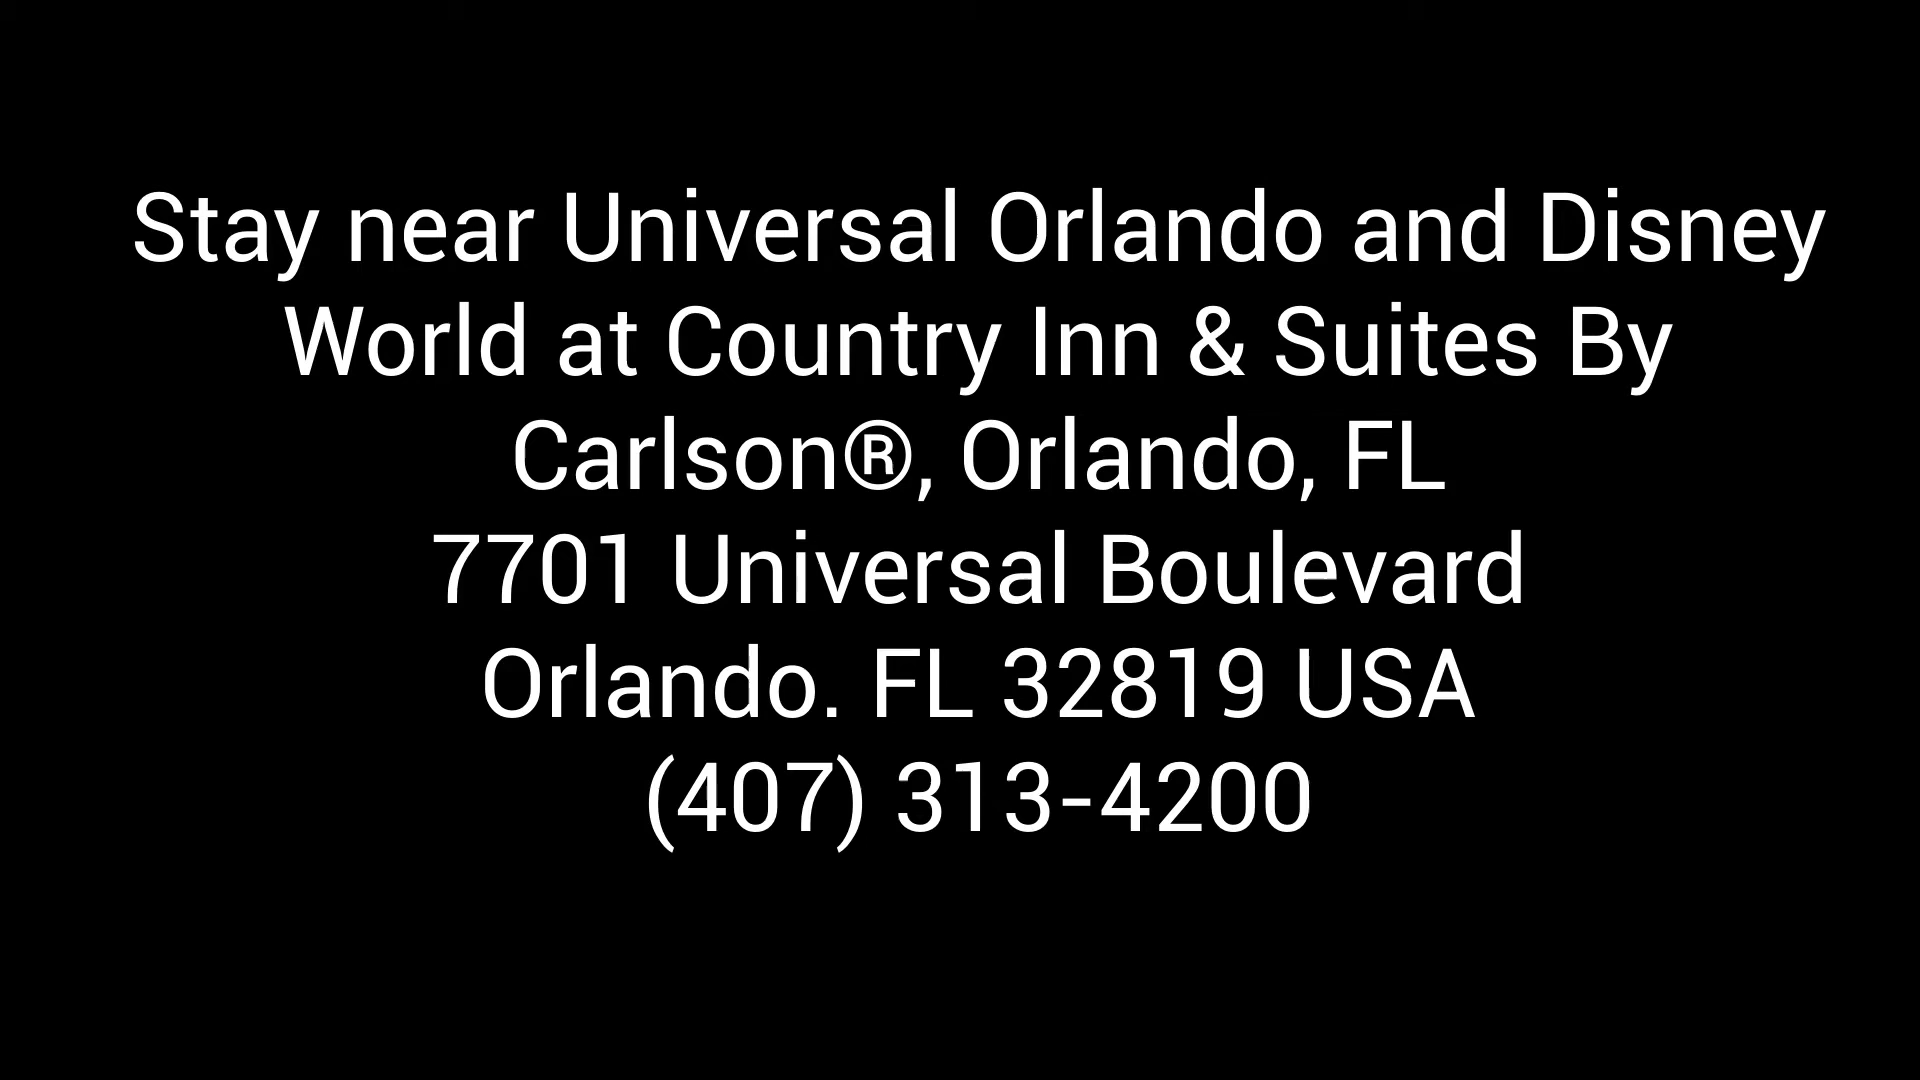 Stay near Universal Orlando and Disney
World at Country Inn & Suites By
Carlson®, Orlando, FL
7701 Universal Boulevard
Orlando. FL 32819 USA
(407) 313-4200